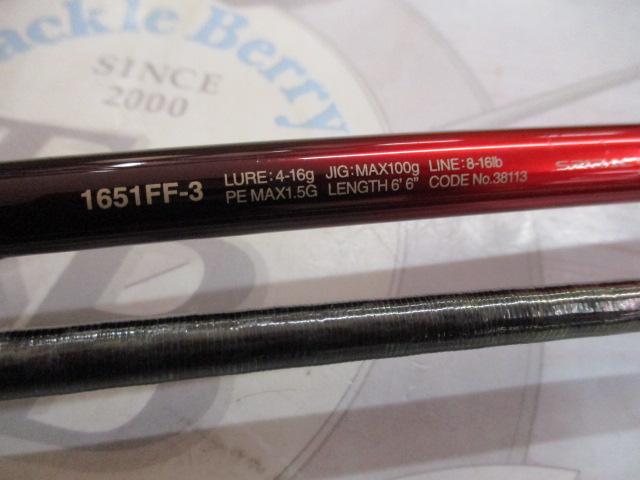 ackle Berry
SINCE
2000
1651FF-3
LURE:4-16g JIG:MAX100g LINE:8-16lb
PE MAX1.5G LENGTH 6' 6" CODE No.38113